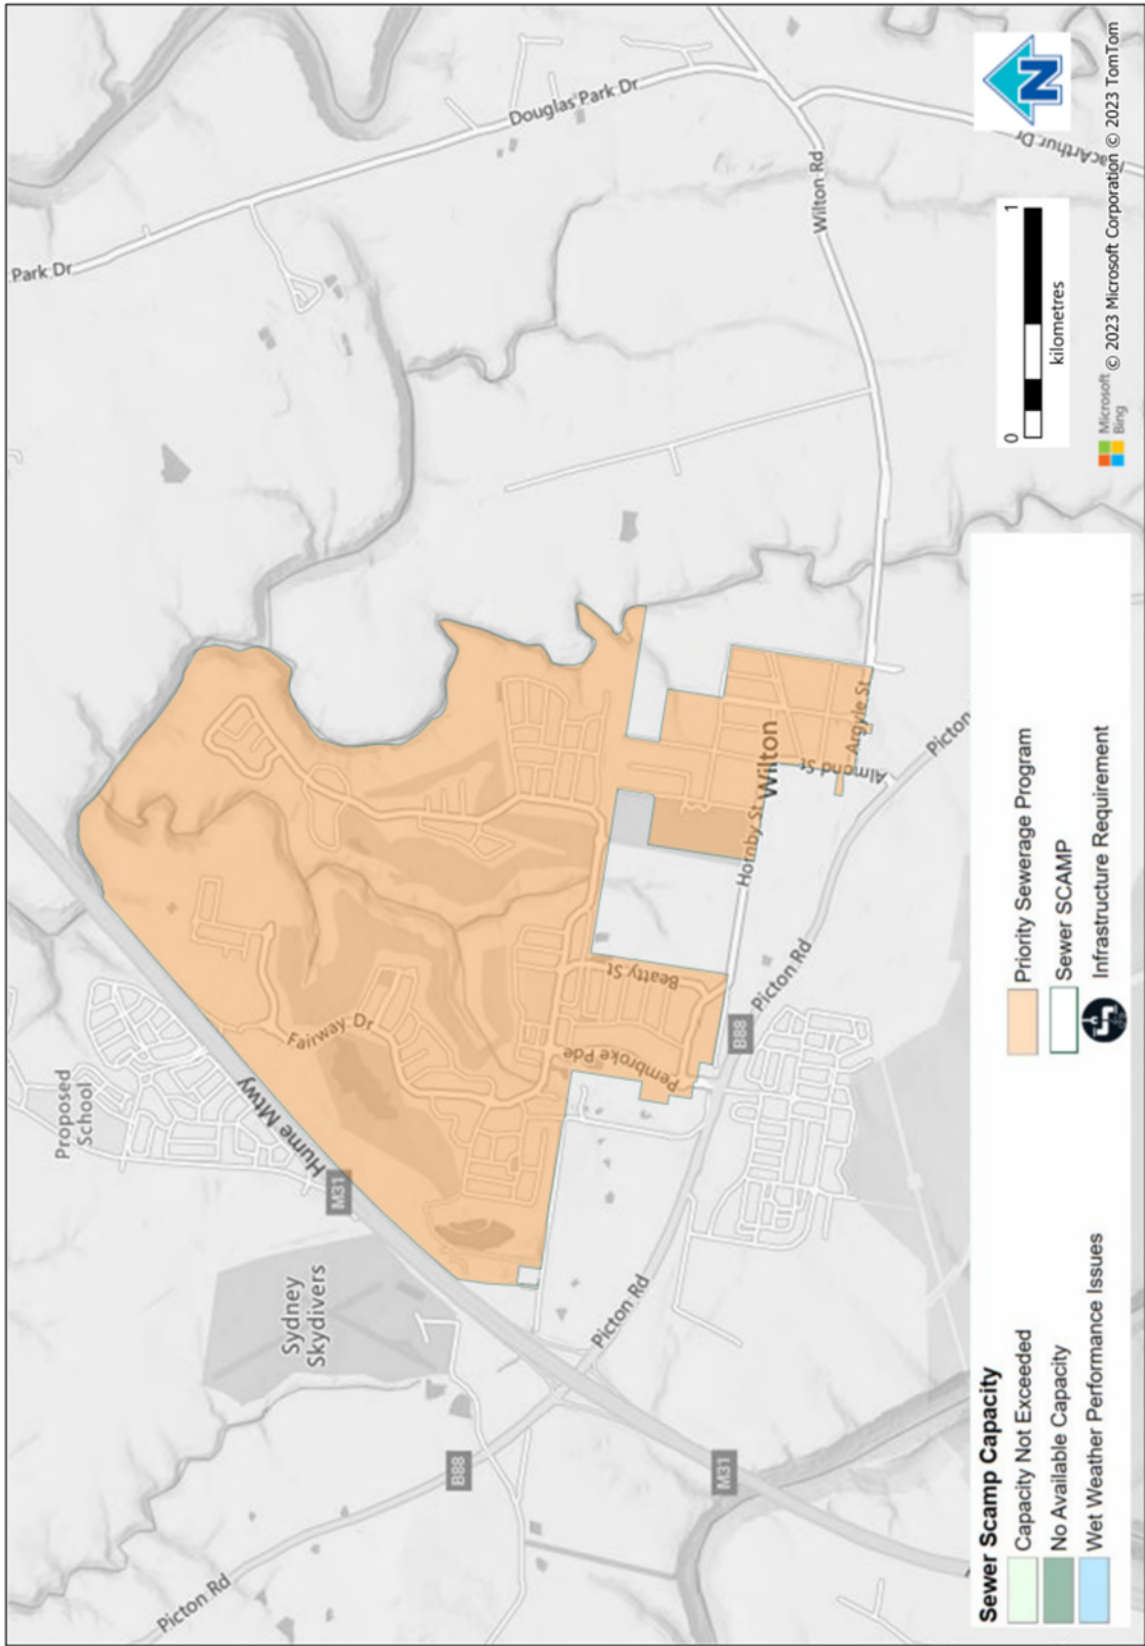 Park Dr
Douglas Park Dr
Wilton Rd
MacArthur Dr
Proposed
School
Hume Mtwy
M31
Sydney
Skydivers
Fairway Dr
Pembroke Pde
Beatty St
Hornby St
Wilton
Almond St
Argyle St
Picton
Picton Rd
B88
Picton Rd
B88
Picton Rd
M31
N
0
1
kilometres
Microsoft
Bing
© 2023 Microsoft Corporation © 2023 TomTom
Sewer Scamp Capacity
Capacity Not Exceeded
No Available Capacity
Wet Weather Performance Issues
Priority Sewerage Program
Sewer SCAMP
Infrastructure Requirement